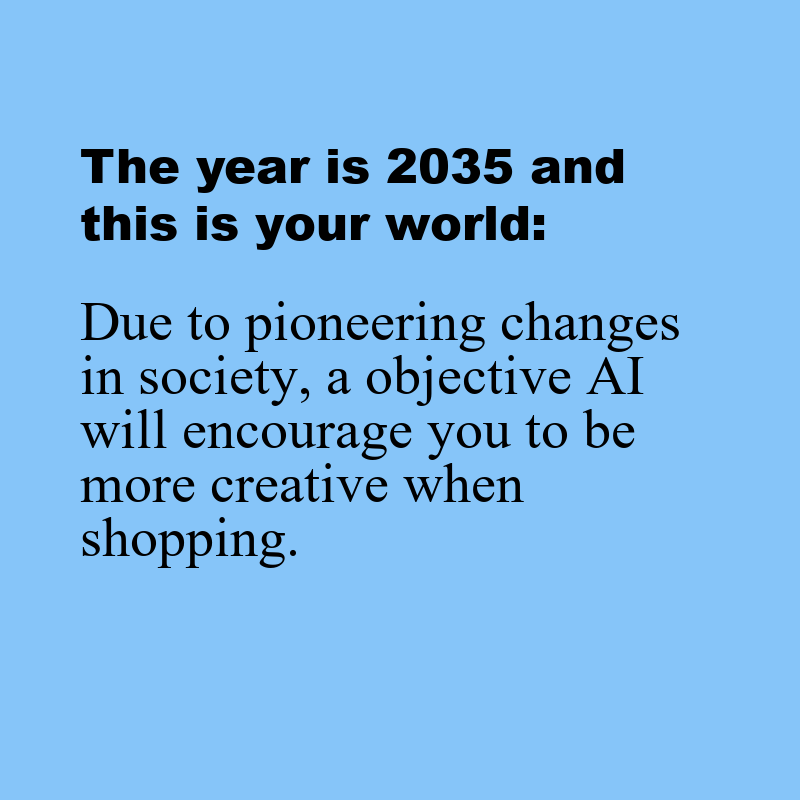 The year is 2035 and
this is your world:
Due to pioneering changes
in society, a objective AI
will encourage you to be
more creative when
shopping.